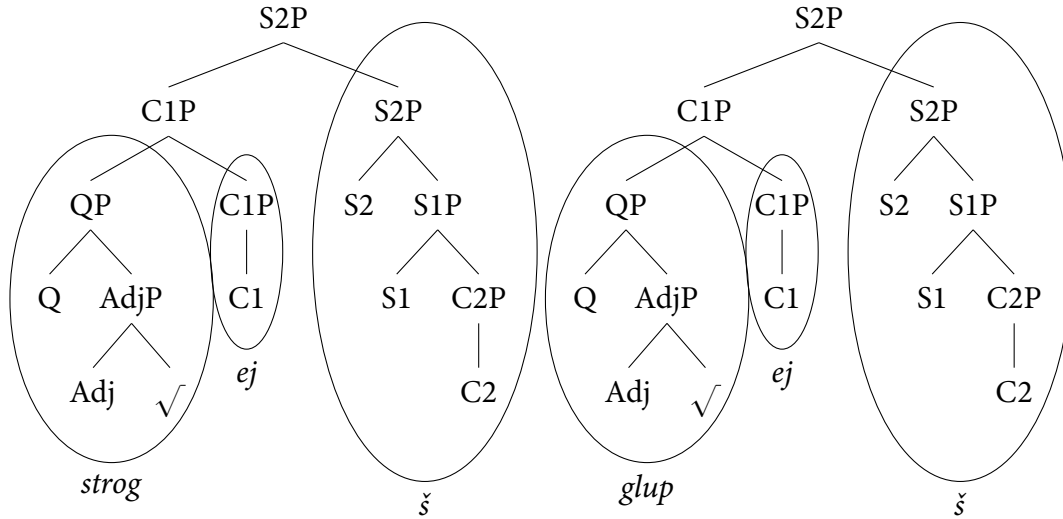 S2P S2P
C1P S2P C1P S2P
QP C1P S2 S1P QP C1P S2 S1P
Q AdjP C1 S1 C2P Q AdjP C1 S1 C2P
ej ej
Adj √ C2 Adj √ C2
strog glup
š š